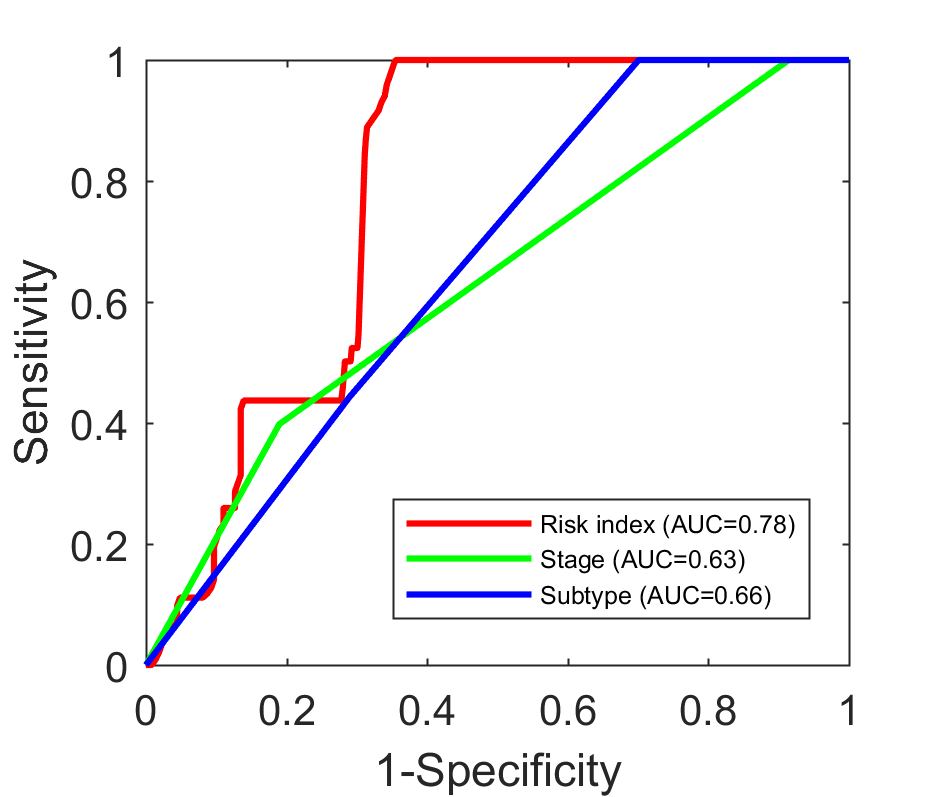 1
0.8
0.6
0.4
0.2
0
Sensitivity
Risk index (AUC=0.78)
Stage (AUC=0.63)
Subtype (AUC=0.66)
0 0.2 0.4 0.6 0.8 1
1-Specificity